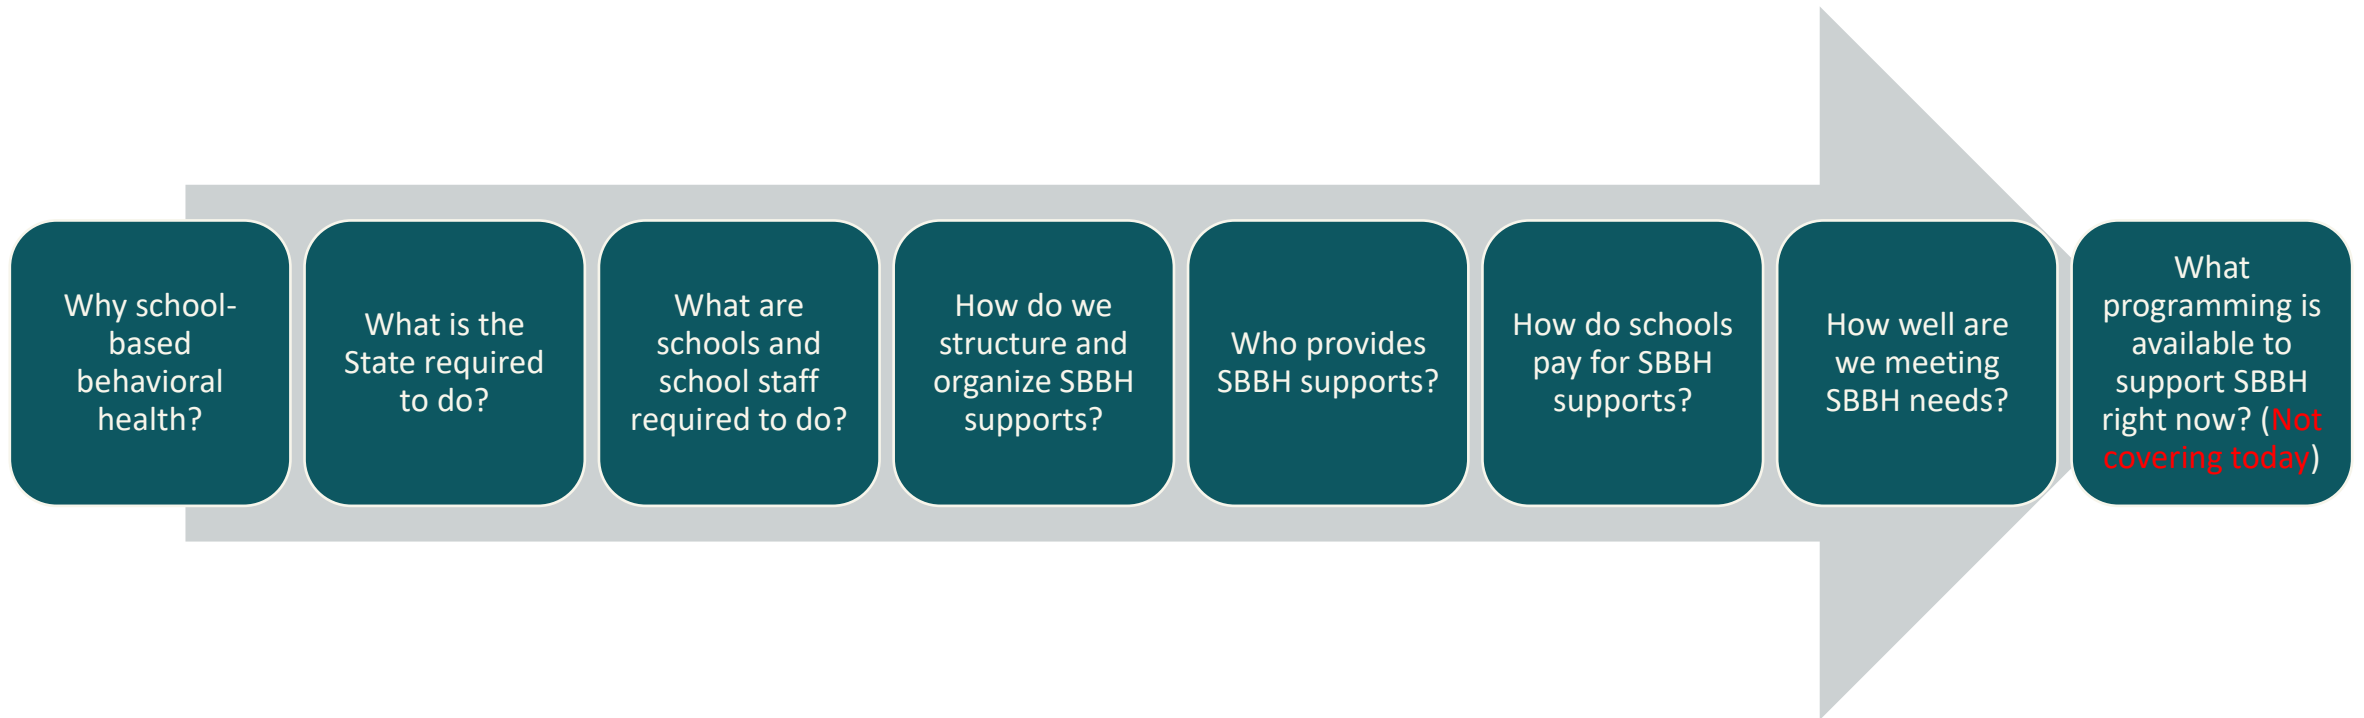 Why school-
based
behavioral
health?
What is the
State required
to do?
What are
schools and
school staff
required to do?
How do we
structure and
organize SBBH
supports?
Who provides
SBBH supports?
How do schools
pay for SBBH
supports?
How well are
we meeting
SBBH needs?
What
programming is
available to
support SBBH
right now? (Not
covering today)